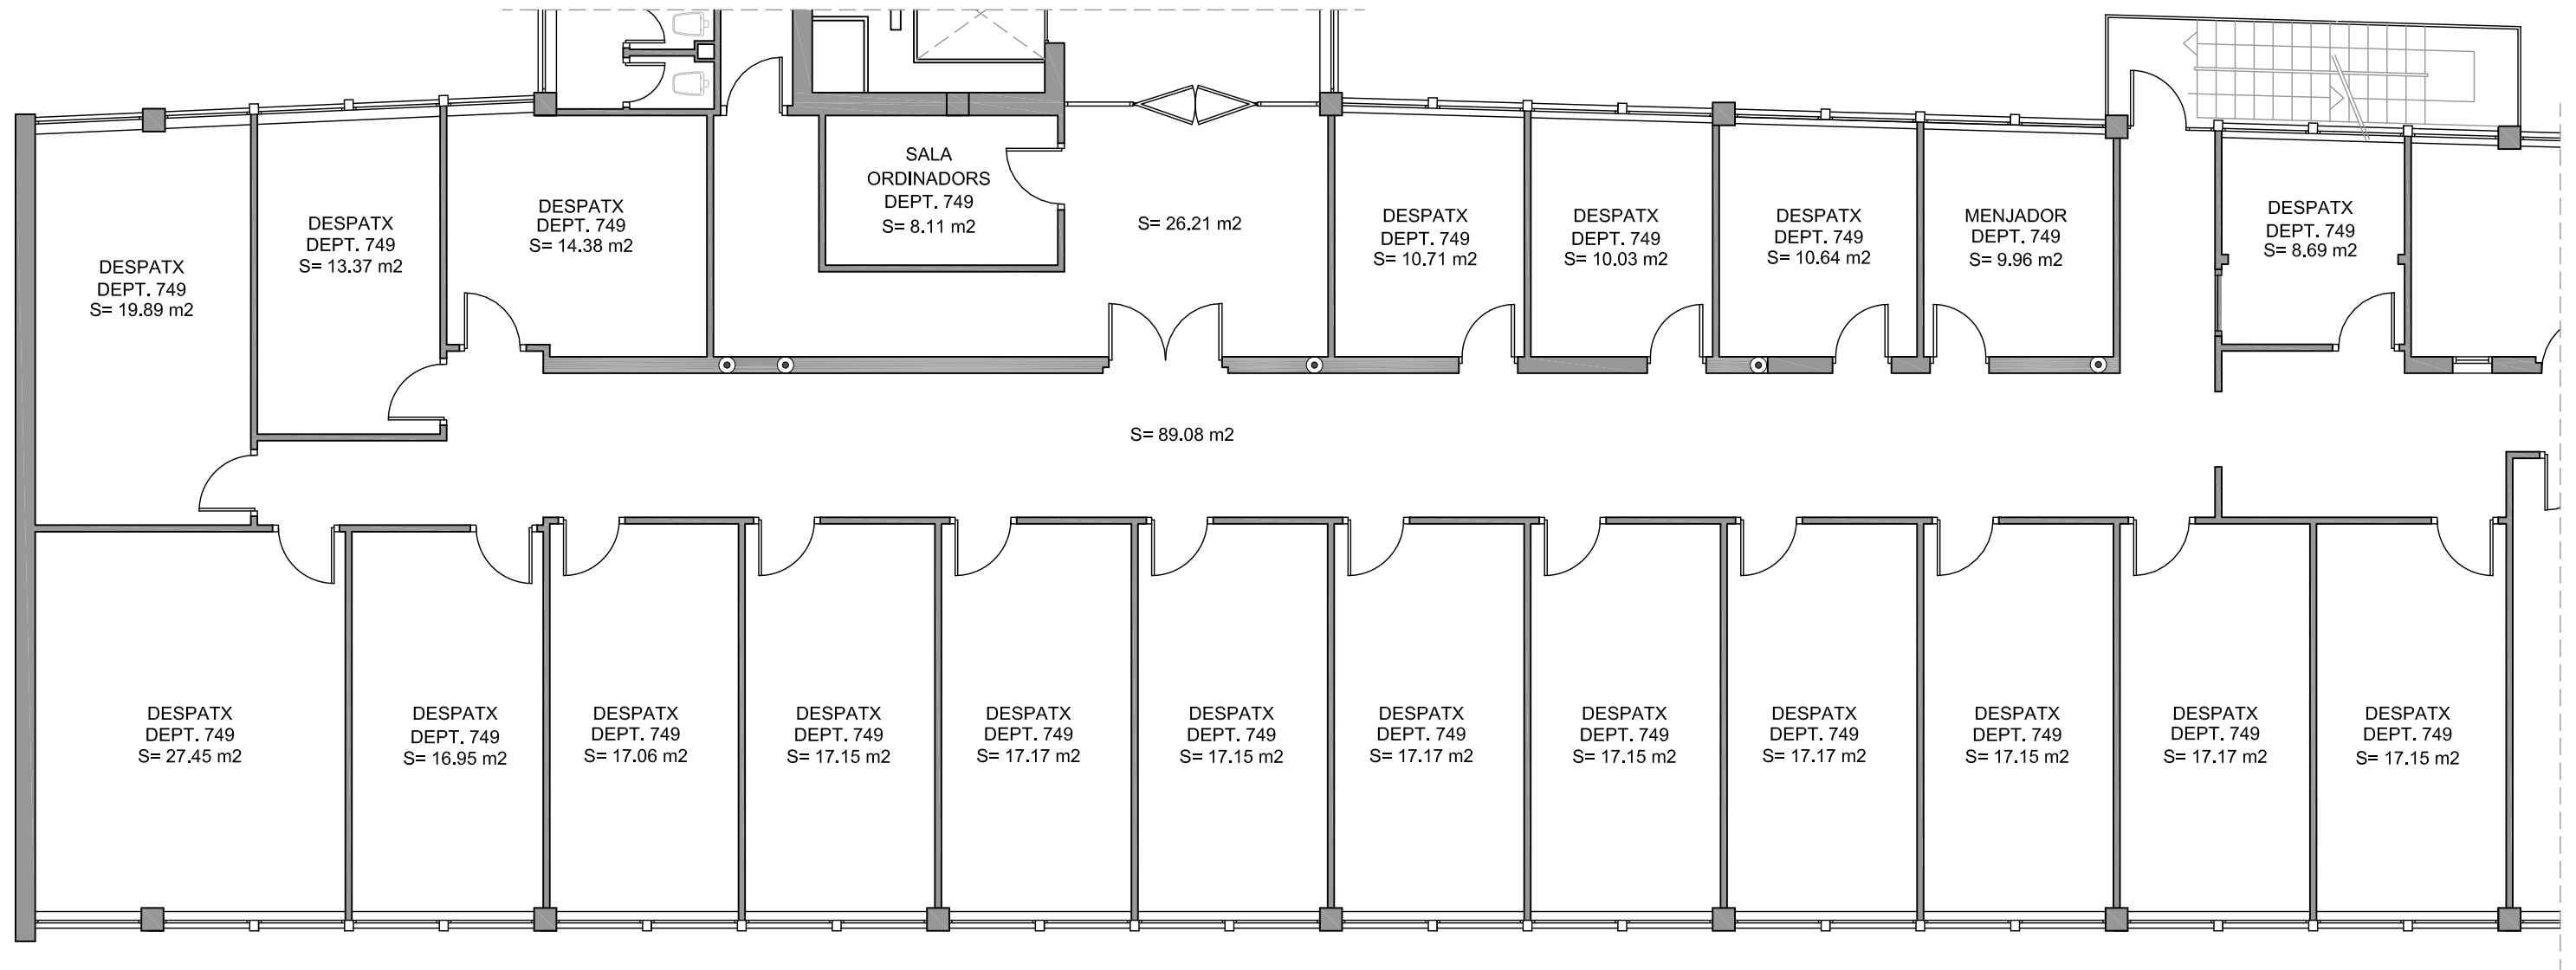 DESPATX
DEPT. 749
S= 19.89 m2
DESPATX
DEPT. 749
S= 13.37 m2
DESPATX
DEPT. 749
S= 14.38 m2
SALA
ORDINADORS
DEPT. 749
S= 8.11 m2
S= 26.21 m2
DESPATX
DEPT. 749
S= 10.71 m2
DESPATX
DEPT. 749
S= 10.03 m2
DESPATX
DEPT. 749
S= 10.64 m2
MENJADOR
DEPT. 749
S= 9.96 m2
DESPATX
DEPT. 749
S= 8.69 m2
S= 89.08 m2
DESPATX
DEPT. 749
S= 27.45 m2
DESPATX
DEPT. 749
S= 16.95 m2
DESPATX
DEPT. 749
S= 17.06 m2
DESPATX
DEPT. 749
S= 17.15 m2
DESPATX
DEPT. 749
S= 17.17 m2
DESPATX
DEPT. 749
S= 17.15 m2
DESPATX
DEPT. 749
S= 17.17 m2
DESPATX
DEPT. 749
S= 17.15 m2
DESPATX
DEPT. 749
S= 17.17 m2
DESPATX
DEPT. 749
S= 17.15 m2
DESPATX
DEPT. 749
S= 17.17 m2
DESPATX
DEPT. 749
S= 17.15 m2